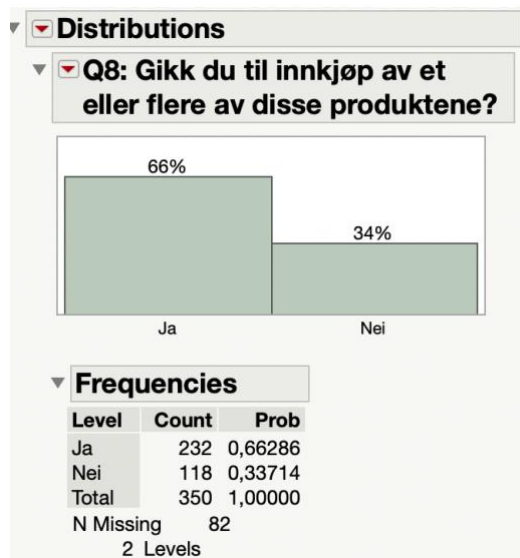 Distributions
Q8: Gikk du til innkjøp av et
eller flere av disse produktene?
66%
34%
Ja
Nei
Frequencies
Level Count Prob
Ja 232 0,66286
Nei 118 0,33714
Total 350 1,00000
N Missing 82
2 Levels